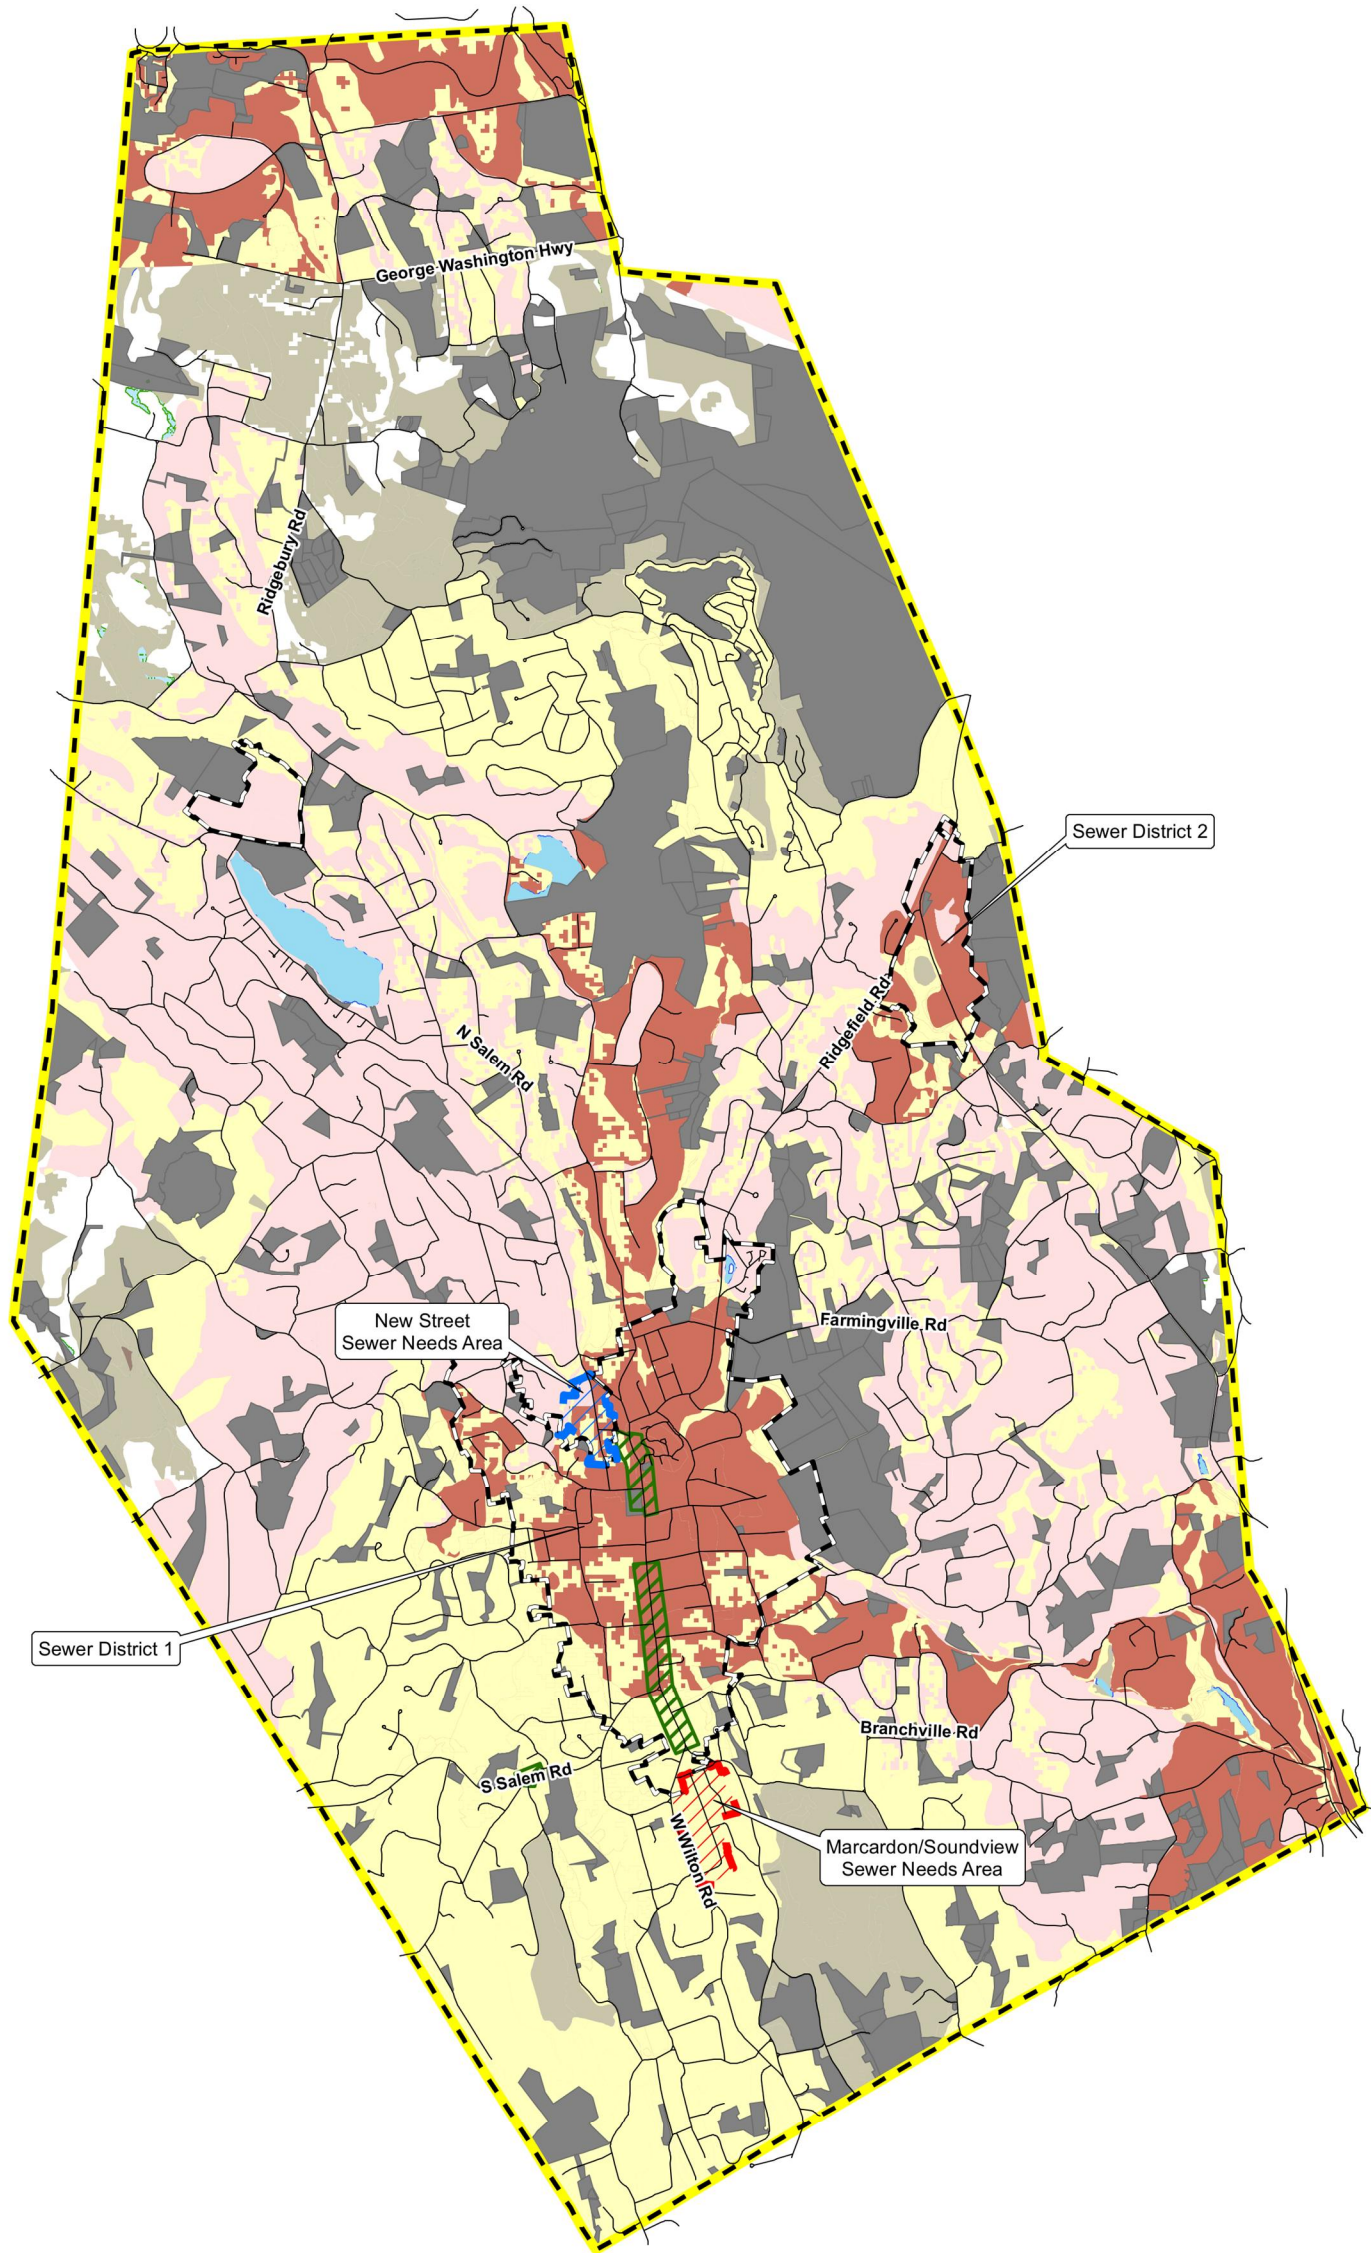 George Washington Hwy
Ridgebury Rd
Sewer District 2
Ridgefield Rd
N Salem Rd
New Street
Sewer Needs Area
Farmingville Rd
Sewer District 1
Branchville Rd
S Salem Rd
W Wilton Rd
Marcardon/Soundview
Sewer Needs Area